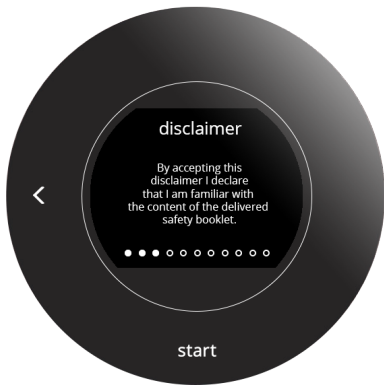 disclaimer
By accepting this
disclaimer I declare
that I am familiar with
the content of the delivered
safety booklet.
start